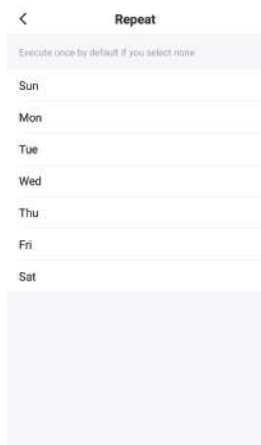 Repeat
Execute once by default if you select none
Sun
Mon
Tue
Wed
Thu
Fri
Sat